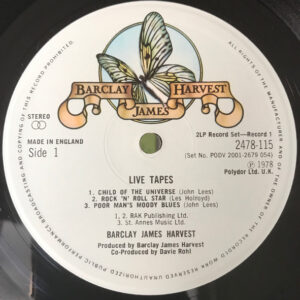 BARCLAY JAMES HARVEST
STEREO
MADE IN ENGLAND
Side 1
2LP Record Set—Record 1
2478-115
(Set No. PODV 2001-2679 054)
℗ 1978
Polydor Ltd. U.K.
LIVE TAPES
1. CHILD OF THE UNIVERSE (John Lees)
2. ROCK 'N' ROLL STAR (Les Holroyd)
3. POOR MAN'S MOODY BLUES (John Lees)
1, 2. RAK Publishing Ltd.
3. St. Annes Music Ltd.
BARCLAY JAMES HARVEST
Produced by Barclay James Harvest
Co-Produced by Davie Rohl
ALL RIGHTS OF THE MANUFACTURER AND OF THE OWNER OF THE RECORDED WORK RESERVED. UNAUTHORISED PUBLIC PERFORMANCE, BROADCASTING AND COPYING OF THIS RECORD PROHIBITED